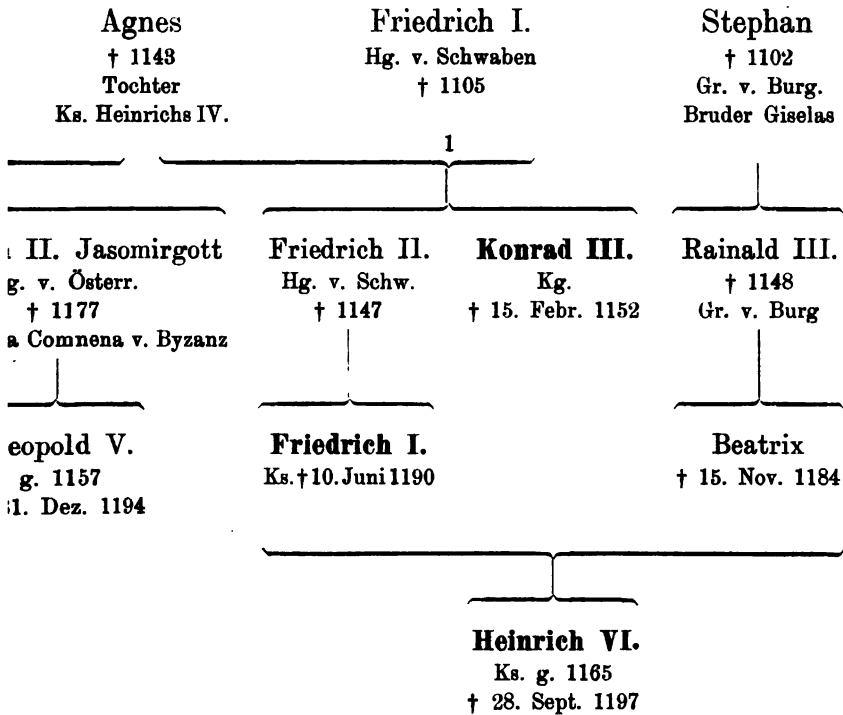 Agnes
† 1143
Tochter
Ks. Heinrichs IV.
Friedrich I.
Hg. v. Schwaben
† 1105
Stephan
† 1102
Gr. v. Burg.
Bruder Giselas
1
II. Jasomirgott
g. v. Österr.
† 1177
a Comnena v. Byzanz
Friedrich II.
Hg. v. Schw.
† 1147
Konrad III.
Kg.
† 15. Febr. 1152
Rainald III.
† 1148
Gr. v. Burg
eopold V.
g. 1157
1. Dez. 1194
Friedrich I.
Ks. † 10. Juni 1190
Beatrix
† 15. Nov. 1184
Heinrich VI.
Ks. g. 1165
† 28. Sept. 1197